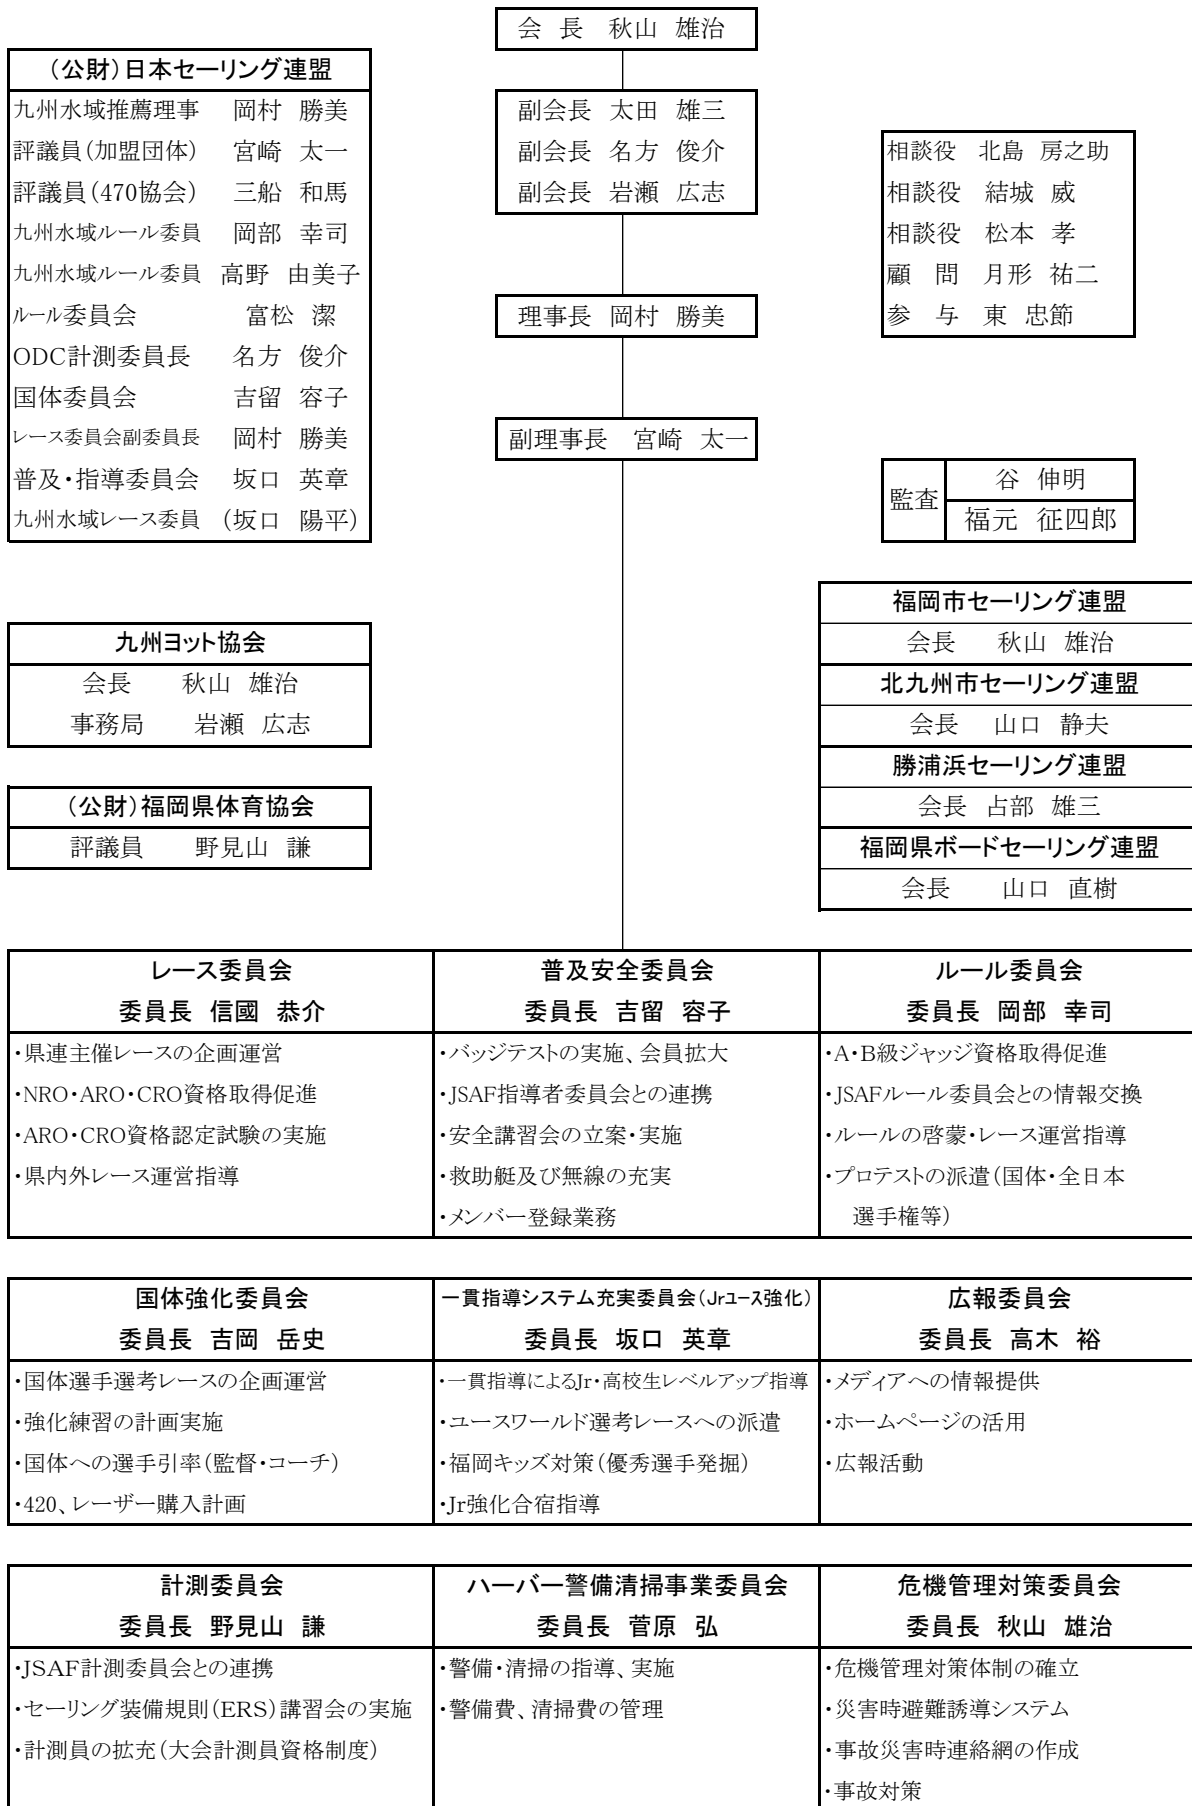 会 長 秋山 雄治
(公財)日本セーリング連盟
九州水域推薦理事 岡村 勝美
評議員(加盟団体) 宮崎 太一
評議員(470協会) 三船 和馬
九州水域ルール委員 岡部 幸司
九州水域ルール委員 高野 由美子
ルール委員会 富松 潔
ODC計測委員長 名方 俊介
国体委員会 吉留 容子
レース委員会副委員長 岡村 勝美
普及・指導委員会 坂口 英章
九州水域レース委員 (坂口 陽平)
副会長 太田 雄三
副会長 名方 俊介
副会長 岩瀬 広志
理事長 岡村 勝美
副理事長 宮崎 太一
相談役 北島 房之助
相談役 結城 威
相談役 松本 孝
顧 問 月形 祐二
参 与 東 忠節
監査
谷 伸明
福元 征四郎
九州ヨット協会
会長 秋山 雄治
事務局 岩瀬 広志
(公財)福岡県体育協会
評議員 野見山 謙
福岡市セーリング連盟
会長 秋山 雄治
北九州市セーリング連盟
会長 山口 静夫
勝浦浜セーリング連盟
会長 占部 雄三
福岡県ボードセーリング連盟
会長 山口 直樹
レース委員会
委員長 信國 恭介
・県連主催レースの企画運営
・NRO・ARO・CRO資格取得促進
・ARO・CRO資格認定試験の実施
・県内外レース運営指導
普及安全委員会
委員長 吉留 容子
・バッジテストの実施、会員拡大
・JSAF指導者委員会との連携
・安全講習会の立案・実施
・救助艇及び無線の充実
・メンバー登録業務
ルール委員会
委員長 岡部 幸司
・A・B級ジャッジ資格取得促進
・JSAFルール委員会との情報交換
・ルールの啓蒙・レース運営指導
・プロテストの派遣(国体・全日本
選手権等)
国体強化委員会
委員長 吉岡 岳史
・国体選手選考レースの企画運営
・強化練習の計画実施
・国体への選手引率(監督・コーチ)
・420、レーザー購入計画
一貫指導システム充実委員会(Jrユース強化)
委員長 坂口 英章
・一貫指導によるJr・高校生レベルアップ指導
・ユースワールド選考レースへの派遣
・福岡キッズ対策(優秀選手発掘)
・Jr強化合宿指導
広報委員会
委員長 高木 裕
・メディアへの情報提供
・ホームページの活用
・広報活動
計測委員会
委員長 野見山 謙
・JSAF計測委員会との連携
・セーリング装備規則(ERS)講習会の実施
・計測員の拡充(大会計測員資格制度)
ハーバー警備清掃事業委員会
委員長 菅原 弘
・警備・清掃の指導、実施
・警備費、清掃費の管理
危機管理対策委員会
委員長 秋山 雄治
・危機管理対策体制の確立
・災害時避難誘導システム
・事故災害時連絡網の作成
・事故対策